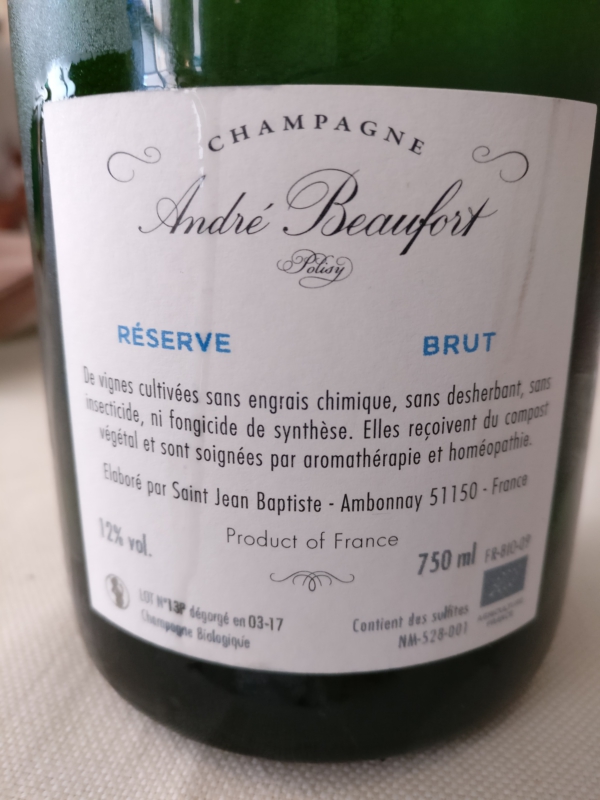 CHAMPAGNE
André Beaufort
Polisy
RÉSERVE BRUT
De vignes cultivées sans engrais chimique, sans desherbant, sans
insecticide, ni fongicide de synthèse. Elles reçoivent du compost
végétal et sont soignées par aromathérapie et homéopathie.
Elaboré par Saint Jean Baptiste - Ambonnay 51150 - France
12% vol.
Product of France
750 ml
FR-BIO-09
LOT N°13P dégorgé en 03-17
Champagne Biologique
Contient des sulfites
NM-528-001
FRANCE